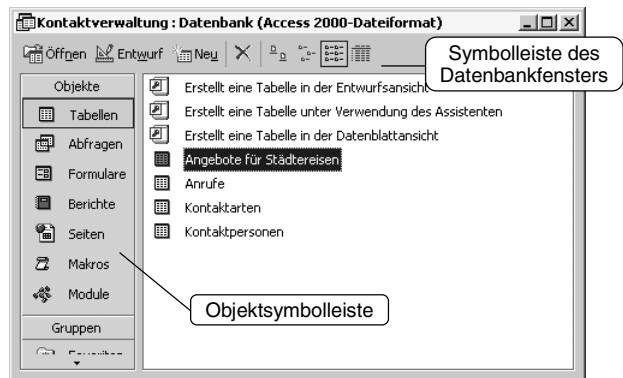 Kontaktverwaltung : Datenbank (Access 2000-Dateiformat)
Öffnen Entwurf Neu
Symbolleiste des
Datenbankfensters
Objekte
Tabellen
Abfragen
Formulare
Berichte
Seiten
Makros
Module
Gruppen
Favoriten
Erstellt eine Tabelle in der Entwurfsansicht
Erstellt eine Tabelle unter Verwendung des Assistenten
Erstellt eine Tabelle in der Datenblattansicht
Angebote für Städtereisen
Anrufe
Kontaktarten
Kontaktpersonen
Objektsymbolleiste